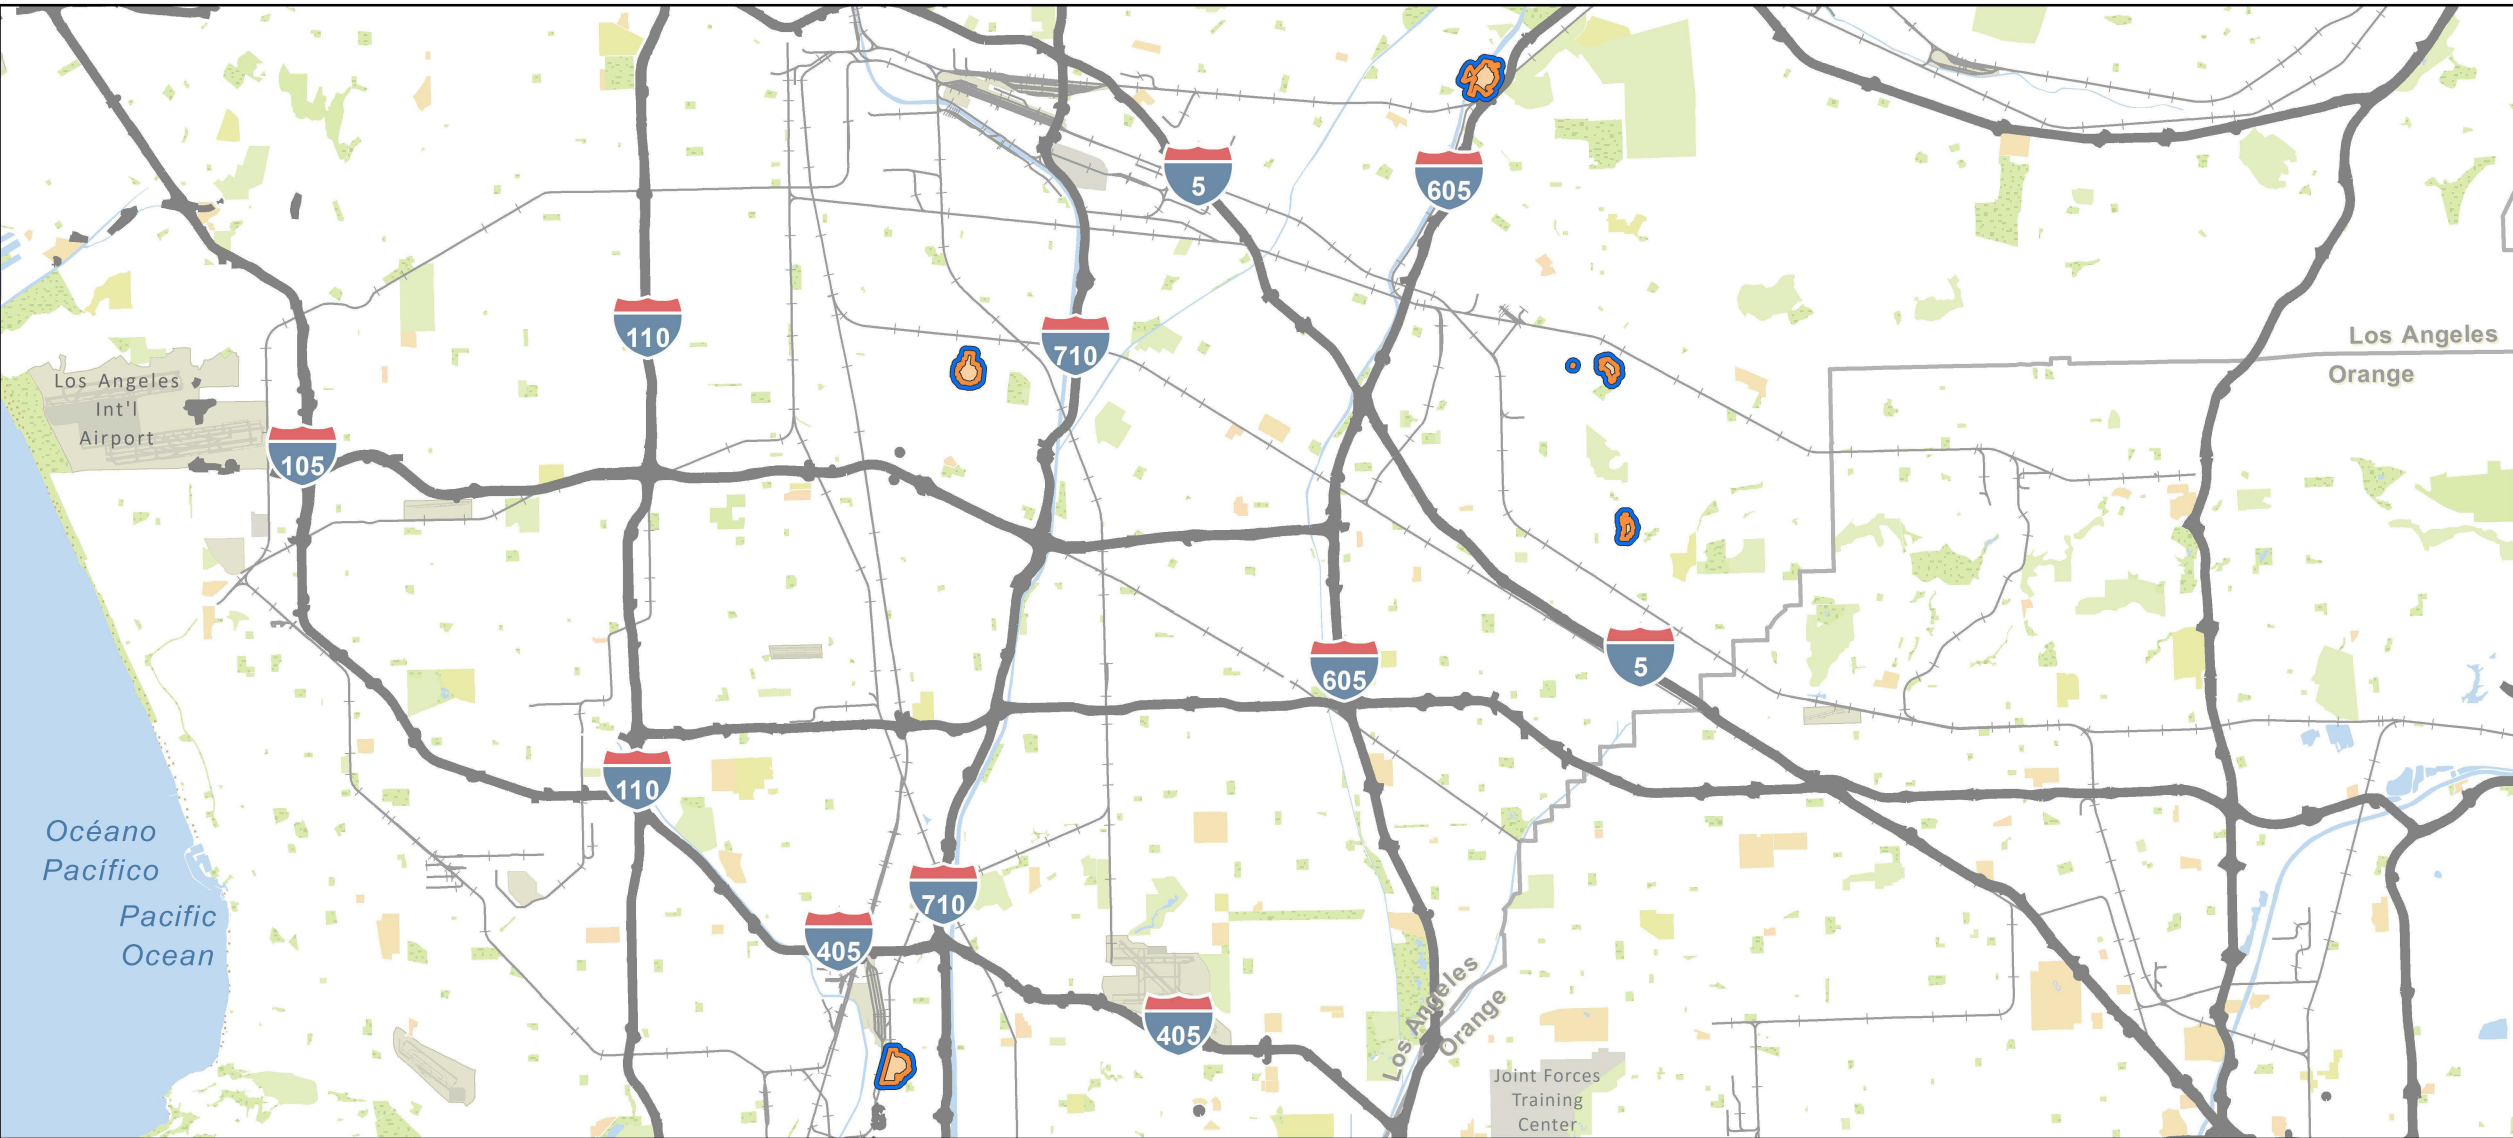 5
605
110
710
Los Angeles
Orange
Los Angeles
Int'l
Airport
105
5
605
110
Océano
Pacífico
Pacific
Ocean
710
405
405
Los Angeles
Orange
Joint Forces
Training
Center